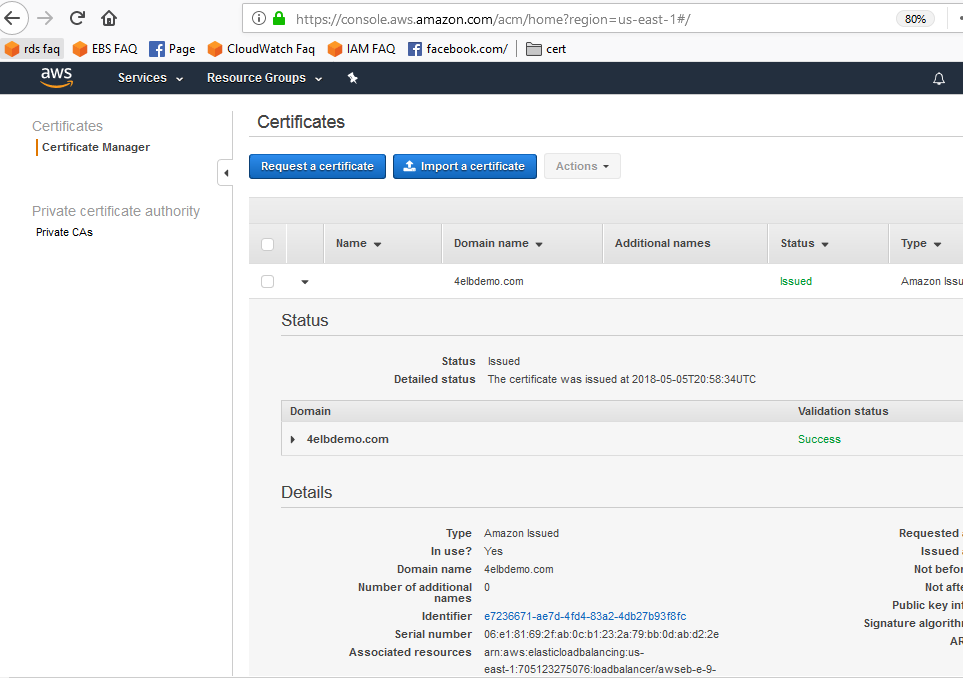 https://console.aws.amazon.com/acm/home?region=us-east-1#/ 80%
rds faq EBS FAQ Page CloudWatch Faq IAM FAQ facebook.com/ cert
aws Services Resource Groups
Certificates
Certificate Manager
Private certificate authority
Private CAs
Certificates
Request a certificate Import a certificate Actions
Name Domain name Additional names Status Type
4elbdemo.com Issued Amazon Issu
Status
Status Issued
Detailed status The certificate was issued at 2018-05-05T20:58:34UTC
Domain Validation status
4elbdemo.com Success
Details
Type Amazon Issued Requested
In use? Yes Issued
Domain name 4elbdemo.com Not befor
Number of additional names 0 Not afte
Public key inf
Identifier e7236671-ae7d-4fd4-83a2-4db27b93f8fc Signature algorithm
Serial number 06:e1:81:69:2f:ab:0c:b1:23:2a:79:bb:0d:ab:d2:2e AR
Associated resources arn:aws:elasticloadbalancing:us-
east-1:705123275076:loadbalancer/awseb-e-9-